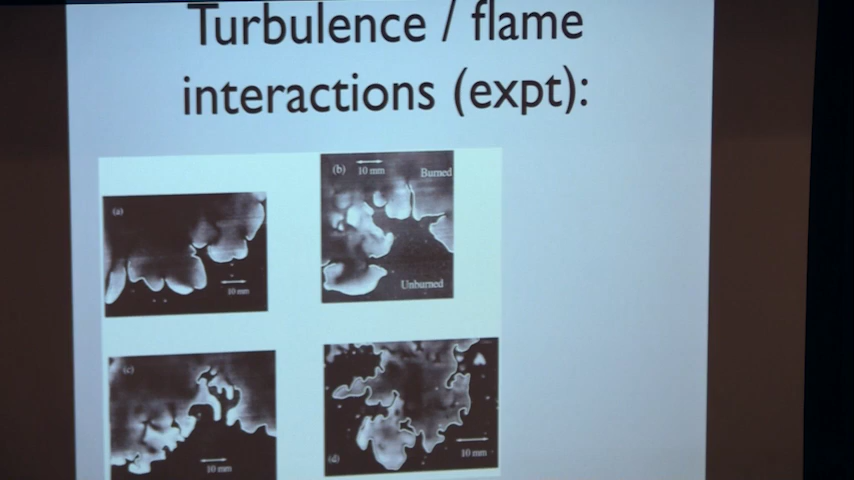 Turbulence / flame
interactions (expt):
(a)
10 mm
(b)
10 mm
Burned
Unburned
(c)
10 mm
(d)
10 mm